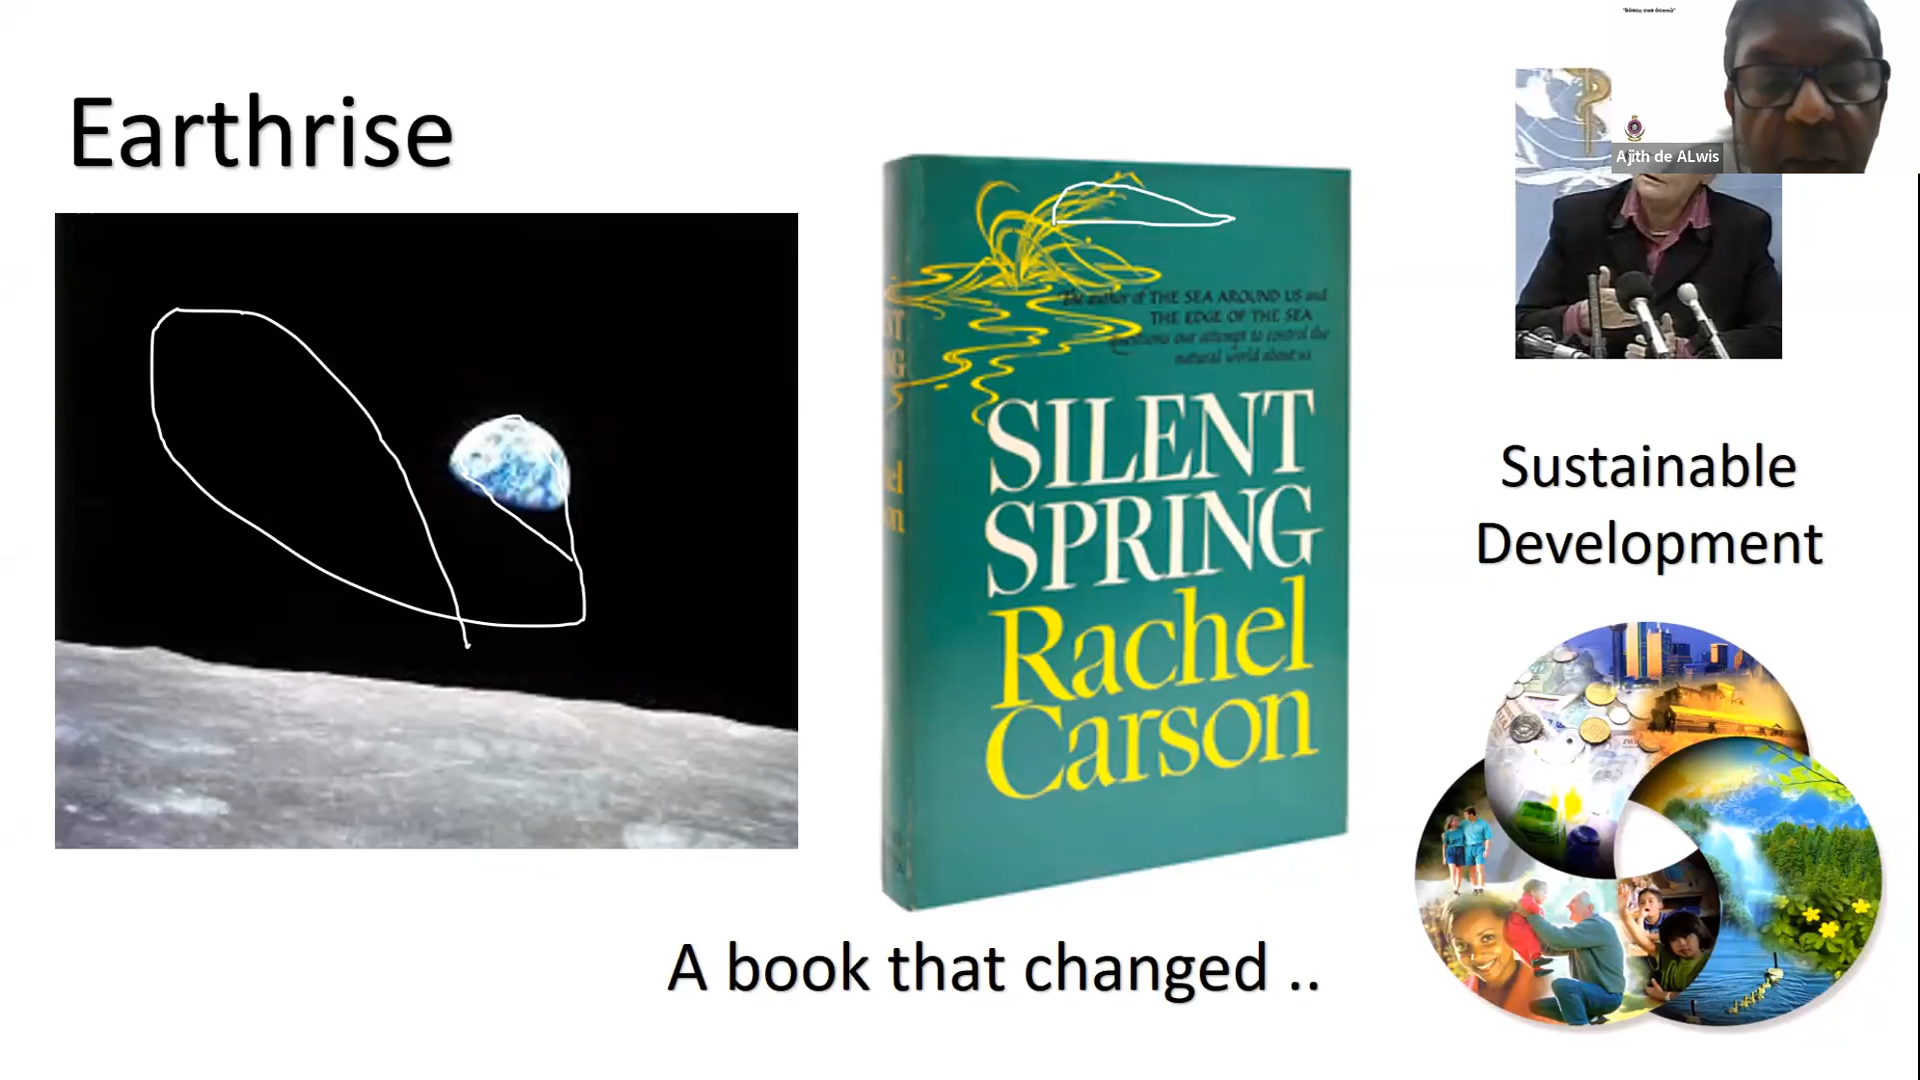 Earthrise
Ajith de ALwis
The author of THE SEA AROUND US and
THE EDGE OF THE SEA
questions our attempt to control the
natural world about us
SILENT
SPRING
Rachel
Carson
Sustainable
Development
A book that changed ..